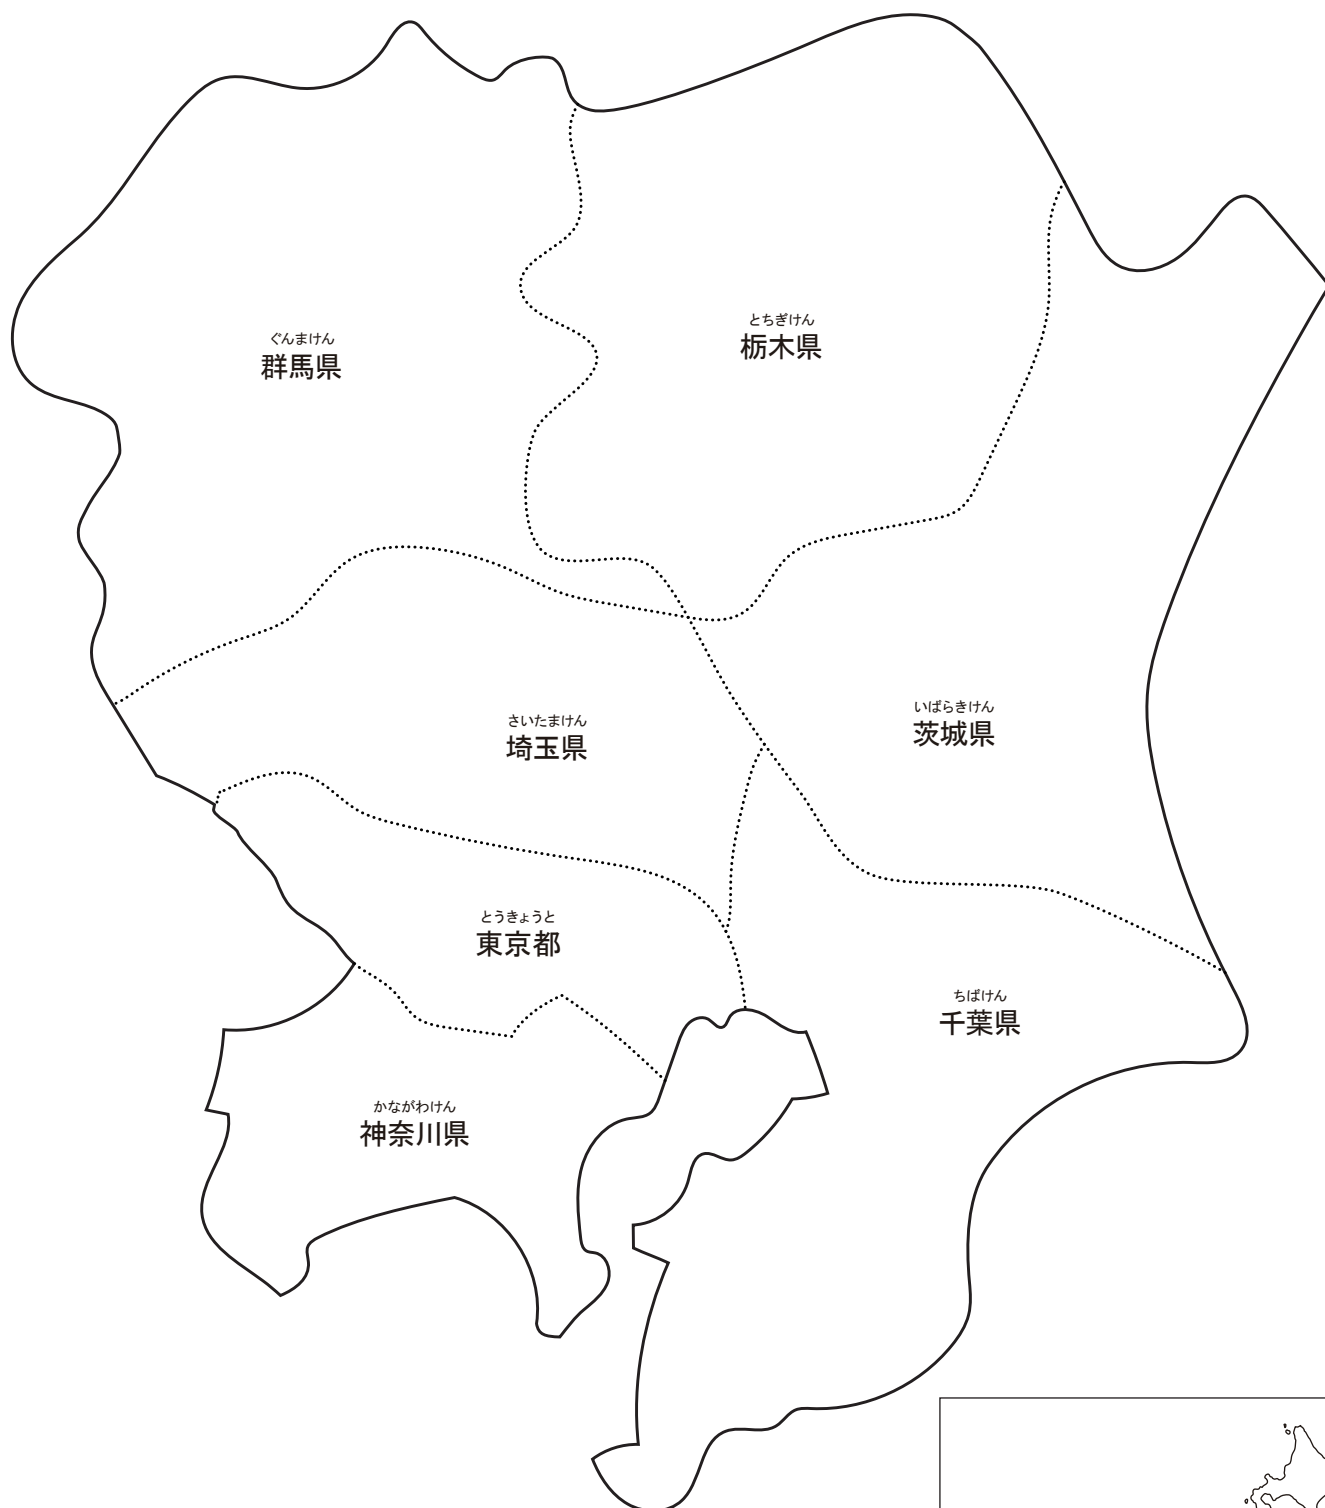 とちぎけん
栃木県
ぐんまけん
群馬県
いばらきけん
茨城県
さいたまけん
埼玉県
とうきょうと
東京都
ちばけん
千葉県
かながわけん
神奈川県